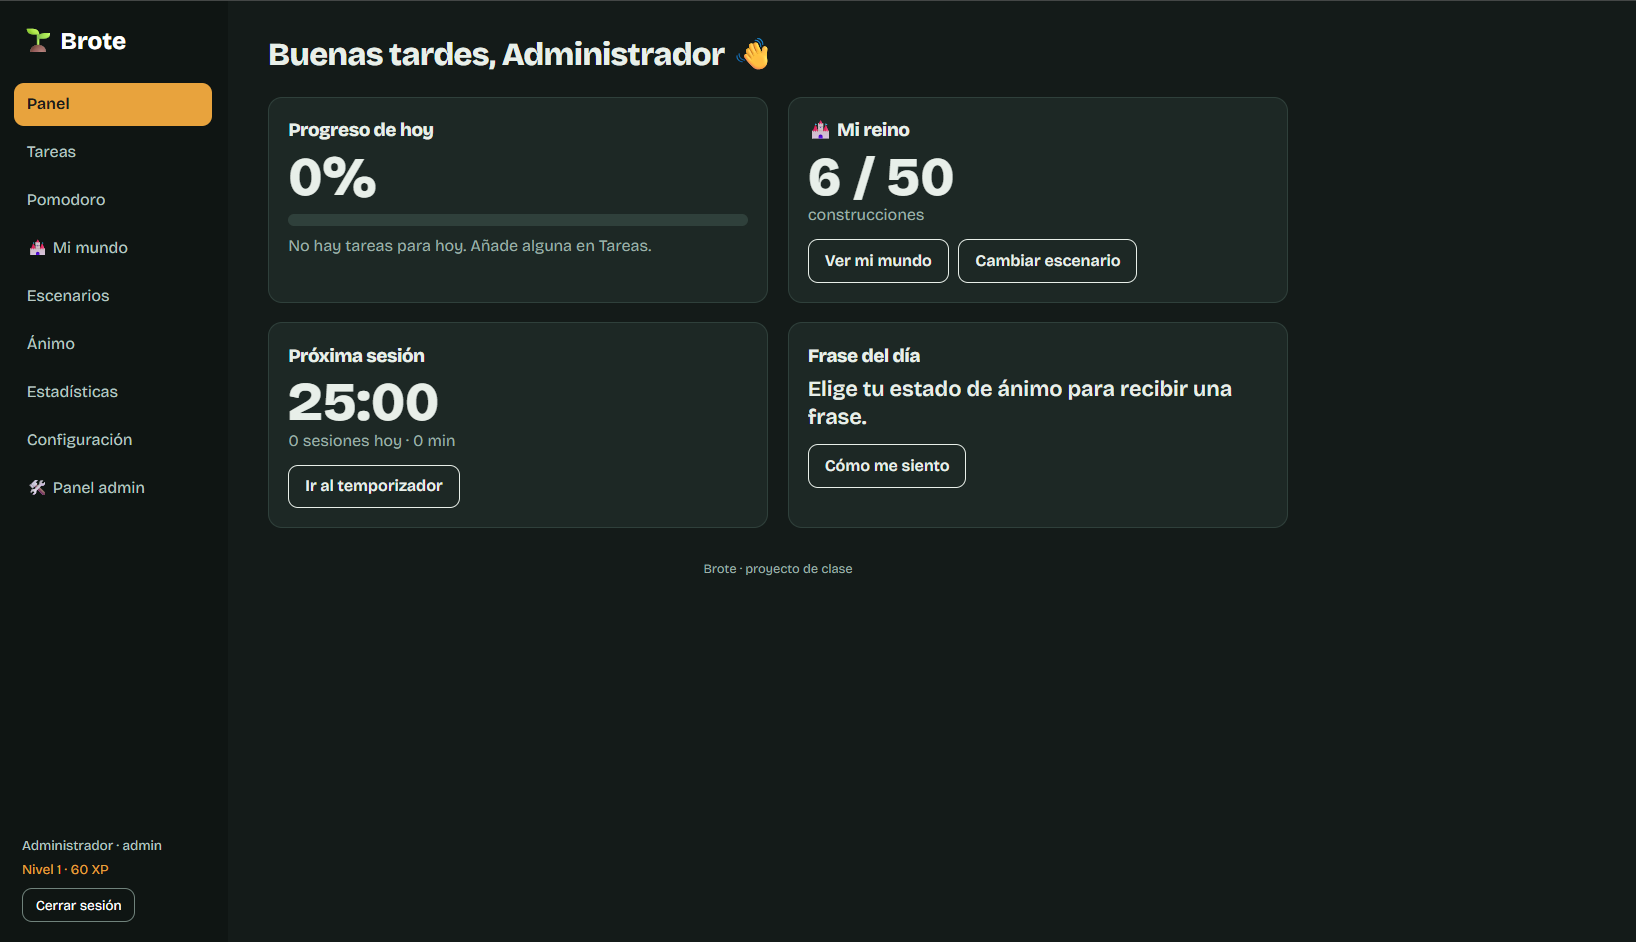 Brote
Panel
Tareas
Pomodoro
Mi mundo
Escenarios
Ánimo
Estadísticas
Configuración
Panel admin
Administrador · admin
Nivel 1 · 60 XP
Cerrar sesión
Buenas tardes, Administrador
Progreso de hoy
0%
No hay tareas para hoy. Añade alguna en Tareas.
Mi reino
6 / 50
construcciones
Ver mi mundo
Cambiar escenario
Próxima sesión
25:00
0 sesiones hoy · 0 min
Ir al temporizador
Frase del día
Elige tu estado de ánimo para recibir una
frase.
Cómo me siento
Brote · proyecto de clase